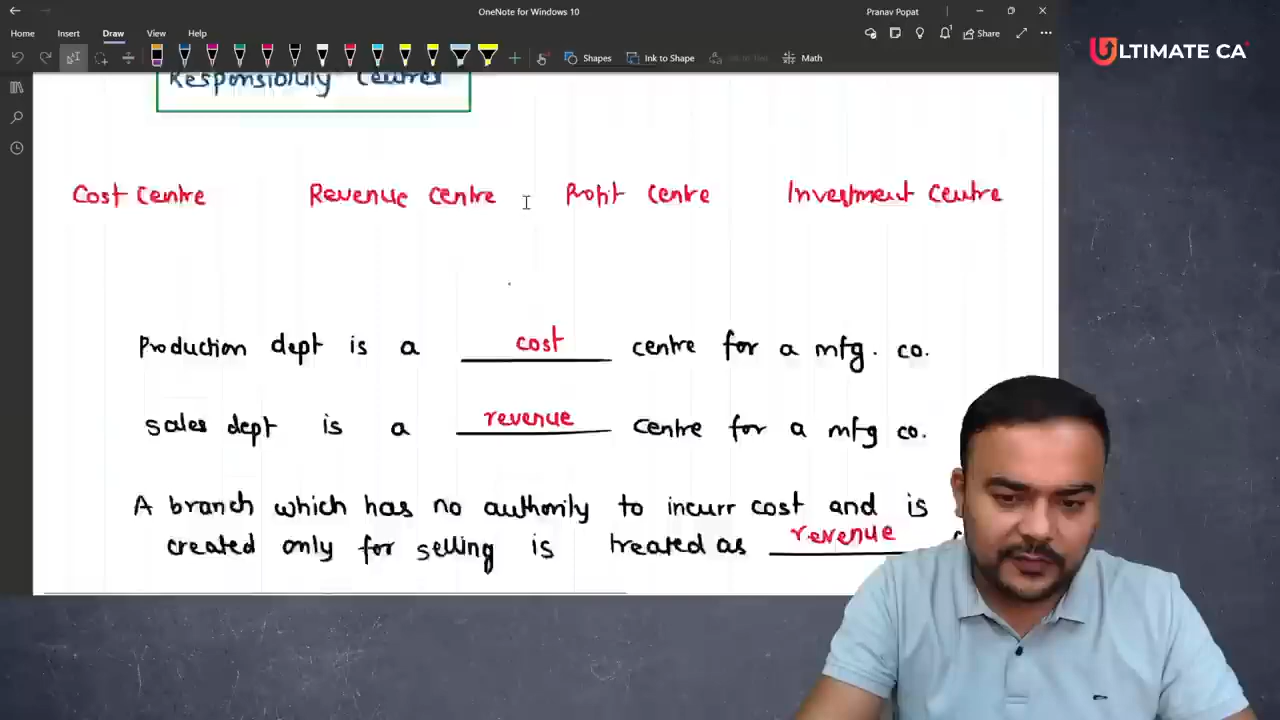 OneNote for Windows 10
Pranav Popat
Home Insert Draw View Help
Share
Shapes Ink to Shape Math
ULTIMATE CA
Responsibility Centres
Cost Centre Revenue Centre Profit Centre Investment Centre
Production dept is a cost centre for a mfg. co.
sales dept is a revenue centre for a mfg co.
A branch which has no authority to incurr cost and is
created only for selling is treated as revenue